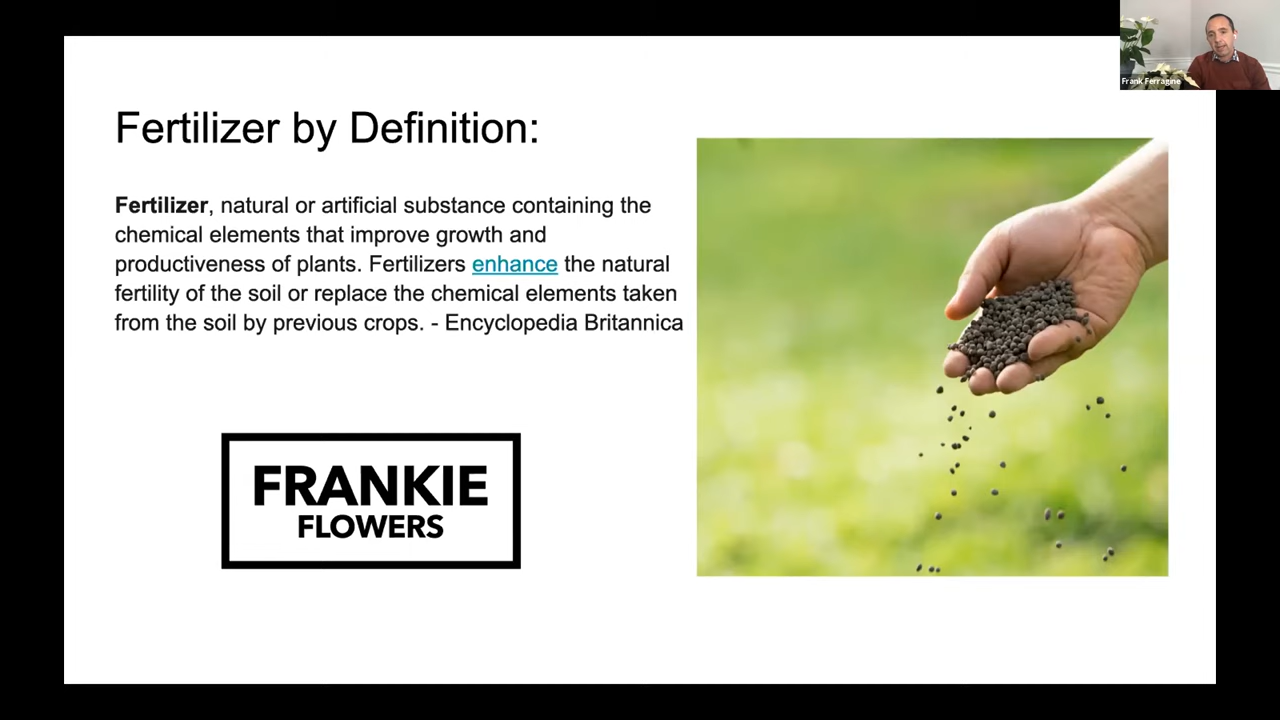 Frank Ferragine
Fertilizer by Definition:
Fertilizer, natural or artificial substance containing the
chemical elements that improve growth and
productiveness of plants. Fertilizers enhance the natural
fertility of the soil or replace the chemical elements taken
from the soil by previous crops. - Encyclopedia Britannica
FRANKIE
FLOWERS